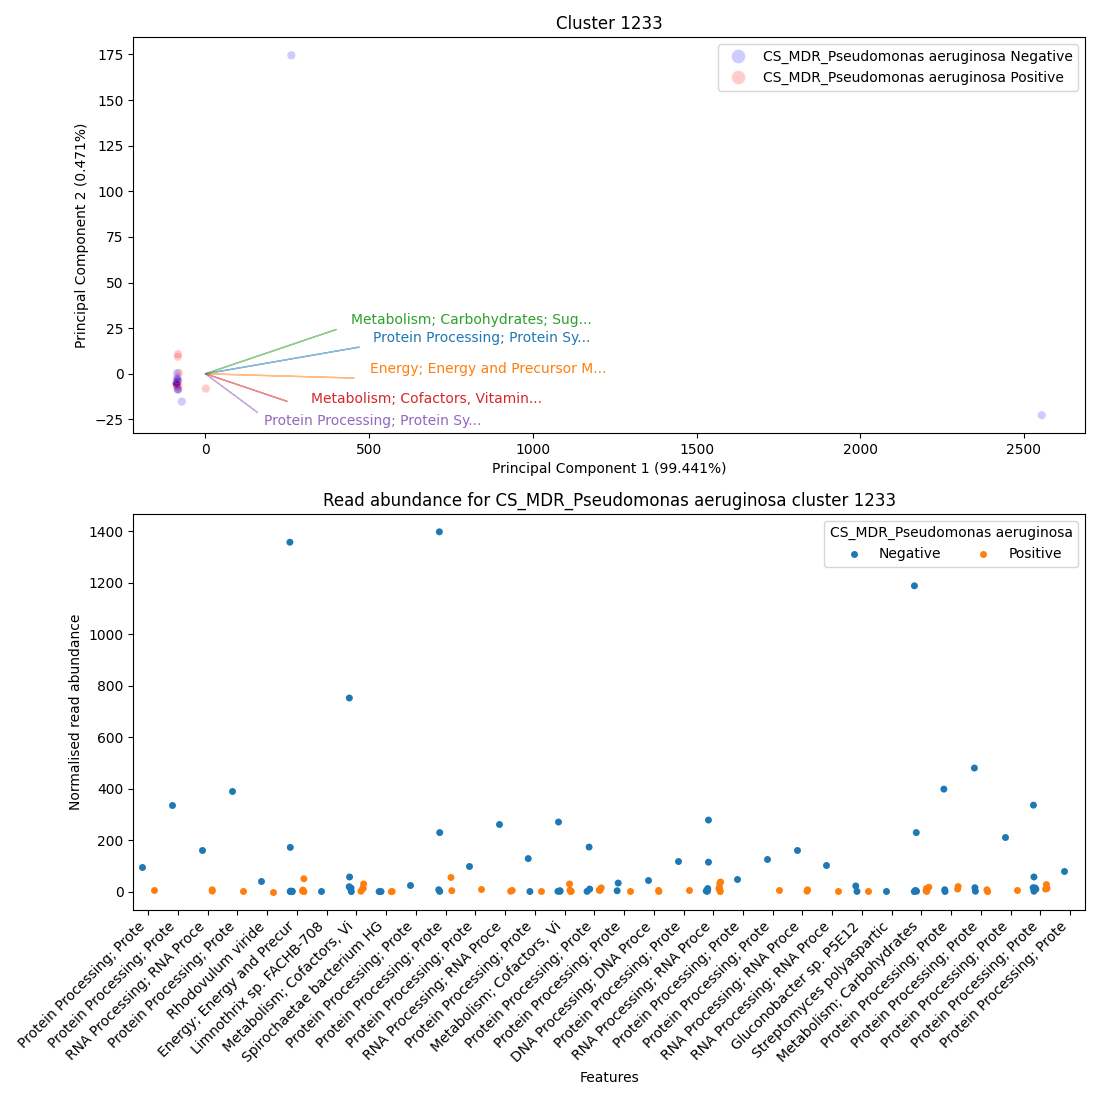 Cluster 1233
Principal Component 2 (0.471%)
175
150
125
100
75
50
25
0
−25
CS_MDR_Pseudomonas aeruginosa Negative
CS_MDR_Pseudomonas aeruginosa Positive
Metabolism; Carbohydrates; Sug...
Protein Processing; Protein Sy...
Energy; Energy and Precursor M...
Metabolism; Cofactors, Vitamin...
Protein Processing; Protein Sy...
0
500
1000
1500
2000
2500
Principal Component 1 (99.441%)
Read abundance for CS_MDR_Pseudomonas aeruginosa cluster 1233
Normalised read abundance
1400
1200
1000
800
600
400
200
0
CS_MDR_Pseudomonas aeruginosa
Negative
Positive
Protein Processing; Prote
Protein Processing; Prote
RNA Processing; RNA Proce
Protein Processing; Prote
Rhodovulum viride
Energy; Energy and Precur
Limnothrix sp. FACHB-708
Metabolism; Cofactors, Vi
Spirochaetae bacterium HG
Protein Processing; Prote
Protein Processing; Prote
Protein Processing; Prote
RNA Processing; RNA Proce
Protein Processing; Prote
Metabolism; Cofactors, Vi
Protein Processing; Prote
Protein Processing; Prote
DNA Processing; DNA Proce
Protein Processing; Prote
RNA Processing; RNA Proce
Protein Processing; Prote
Protein Processing; Prote
RNA Processing; RNA Proce
RNA Processing; RNA Proce
Gluconobacter sp. P5E12
Streptomyces polyaspartic
Metabolism; Carbohydrates
Protein Processing; Prote
Protein Processing; Prote
Protein Processing; Prote
Protein Processing; Prote
Protein Processing; Prote
Features